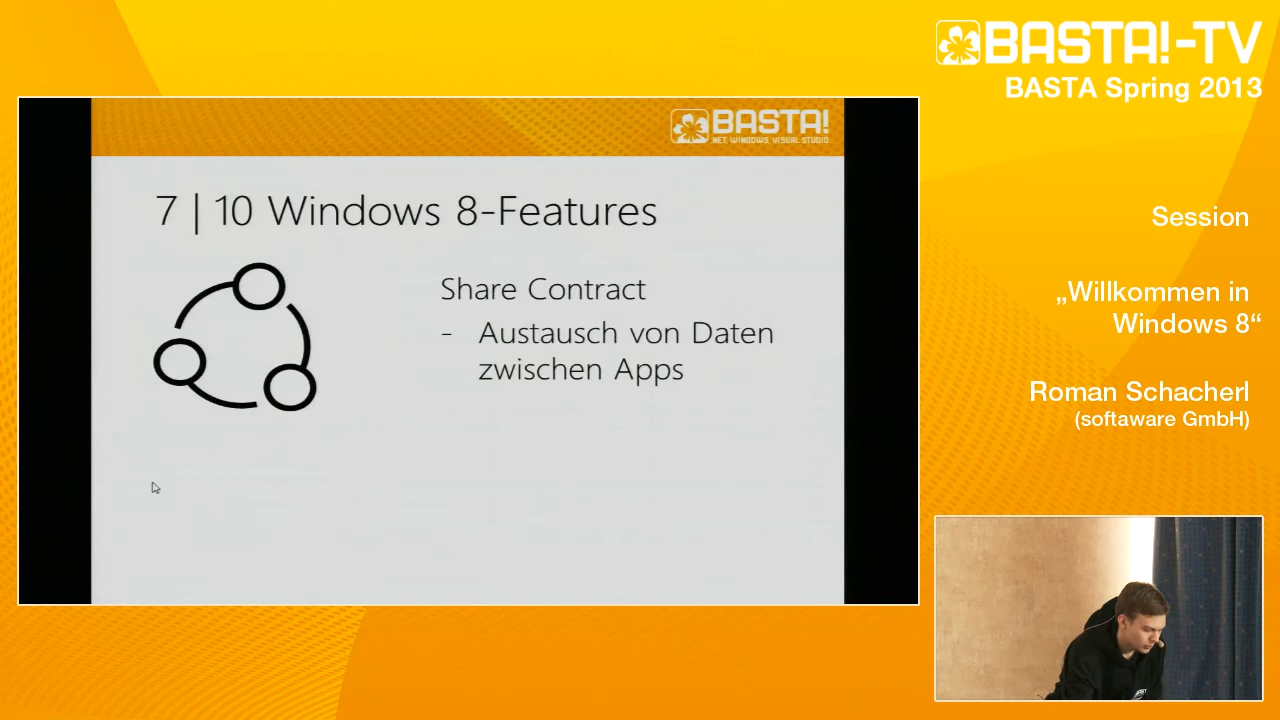 BASTA!-TV
BASTA Spring 2013
BASTA!
.NET, WINDOWS, VISUAL STUDIO
7 | 10 Windows 8-Features
Share Contract
- Austausch von Daten
zwischen Apps
Session
„Willkommen in
Windows 8“
Roman Schacherl
(softaware GmbH)